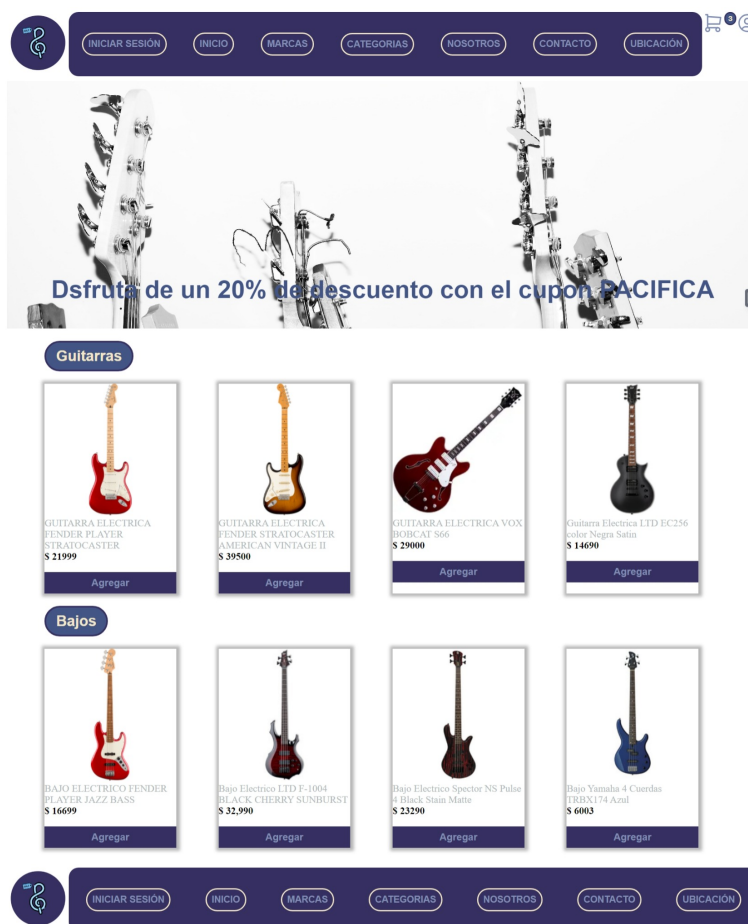 INICIAR SESIÓN
INICIO
MARCAS
CATEGORIAS
NOSOTROS
CONTACTO
UBICACIÓN
3
Dsfruta de un 20% de descuento con el cupon PACIFICA
Guitarras
GUITARRA ELECTRICA
FENDER PLAYER
STRATOCASTER
$ 21999
Agregar
GUITARRA ELECTRICA
FENDER STRATOCASTER
AMERICAN VINTAGE II
$ 39500
Agregar
GUITARRA ELECTRICA VOX
BOBCAT S66
$ 29000
Agregar
Guitarra Electrica LTD EC256
color Negra Satin
$ 14690
Agregar
Bajos
BAJO ELECTRICO FENDER
PLAYER JAZZ BASS
$ 16699
Agregar
Bajo Electrico LTD F-1004
BLACK CHERRY SUNBURST
$ 32,990
Agregar
Bajo Electrico Spector NS Pulse
4 Black Stain Matte
$ 23290
Agregar
Bajo Yamaha 4 Cuerdas
TRBX174 Azul
$ 6003
Agregar
INICIAR SESIÓN
INICIO
MARCAS
CATEGORIAS
NOSOTROS
CONTACTO
UBICACIÓN